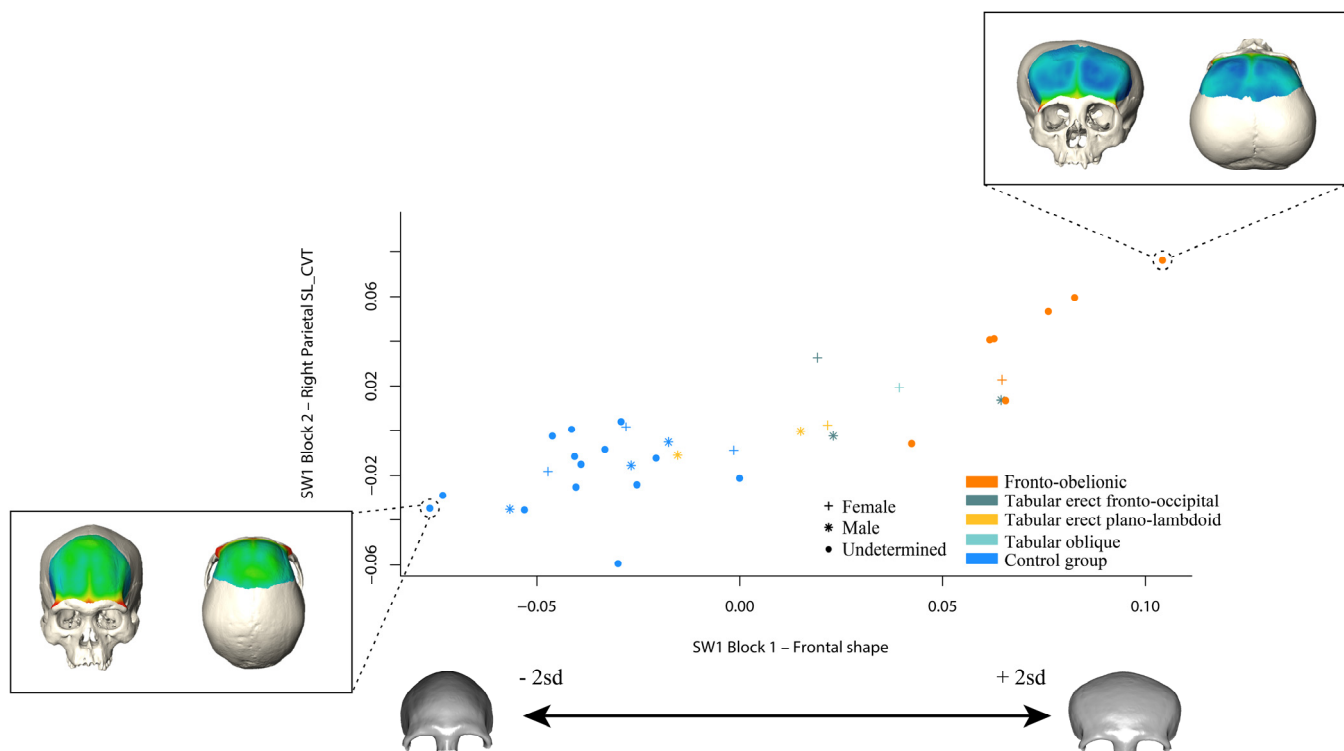 SW1 Block 2 – Right Parietal SL_CVT
0.06
0.02
−0.02
−0.06
Female
Male
Undetermined
Fronto-obelionic
Tabular erect fronto-occipital
Tabular erect plano-lambdoid
Tabular oblique
Control group
−0.05
0.00
0.05
0.10
SW1 Block 1 – Frontal shape
- 2sd
+ 2sd